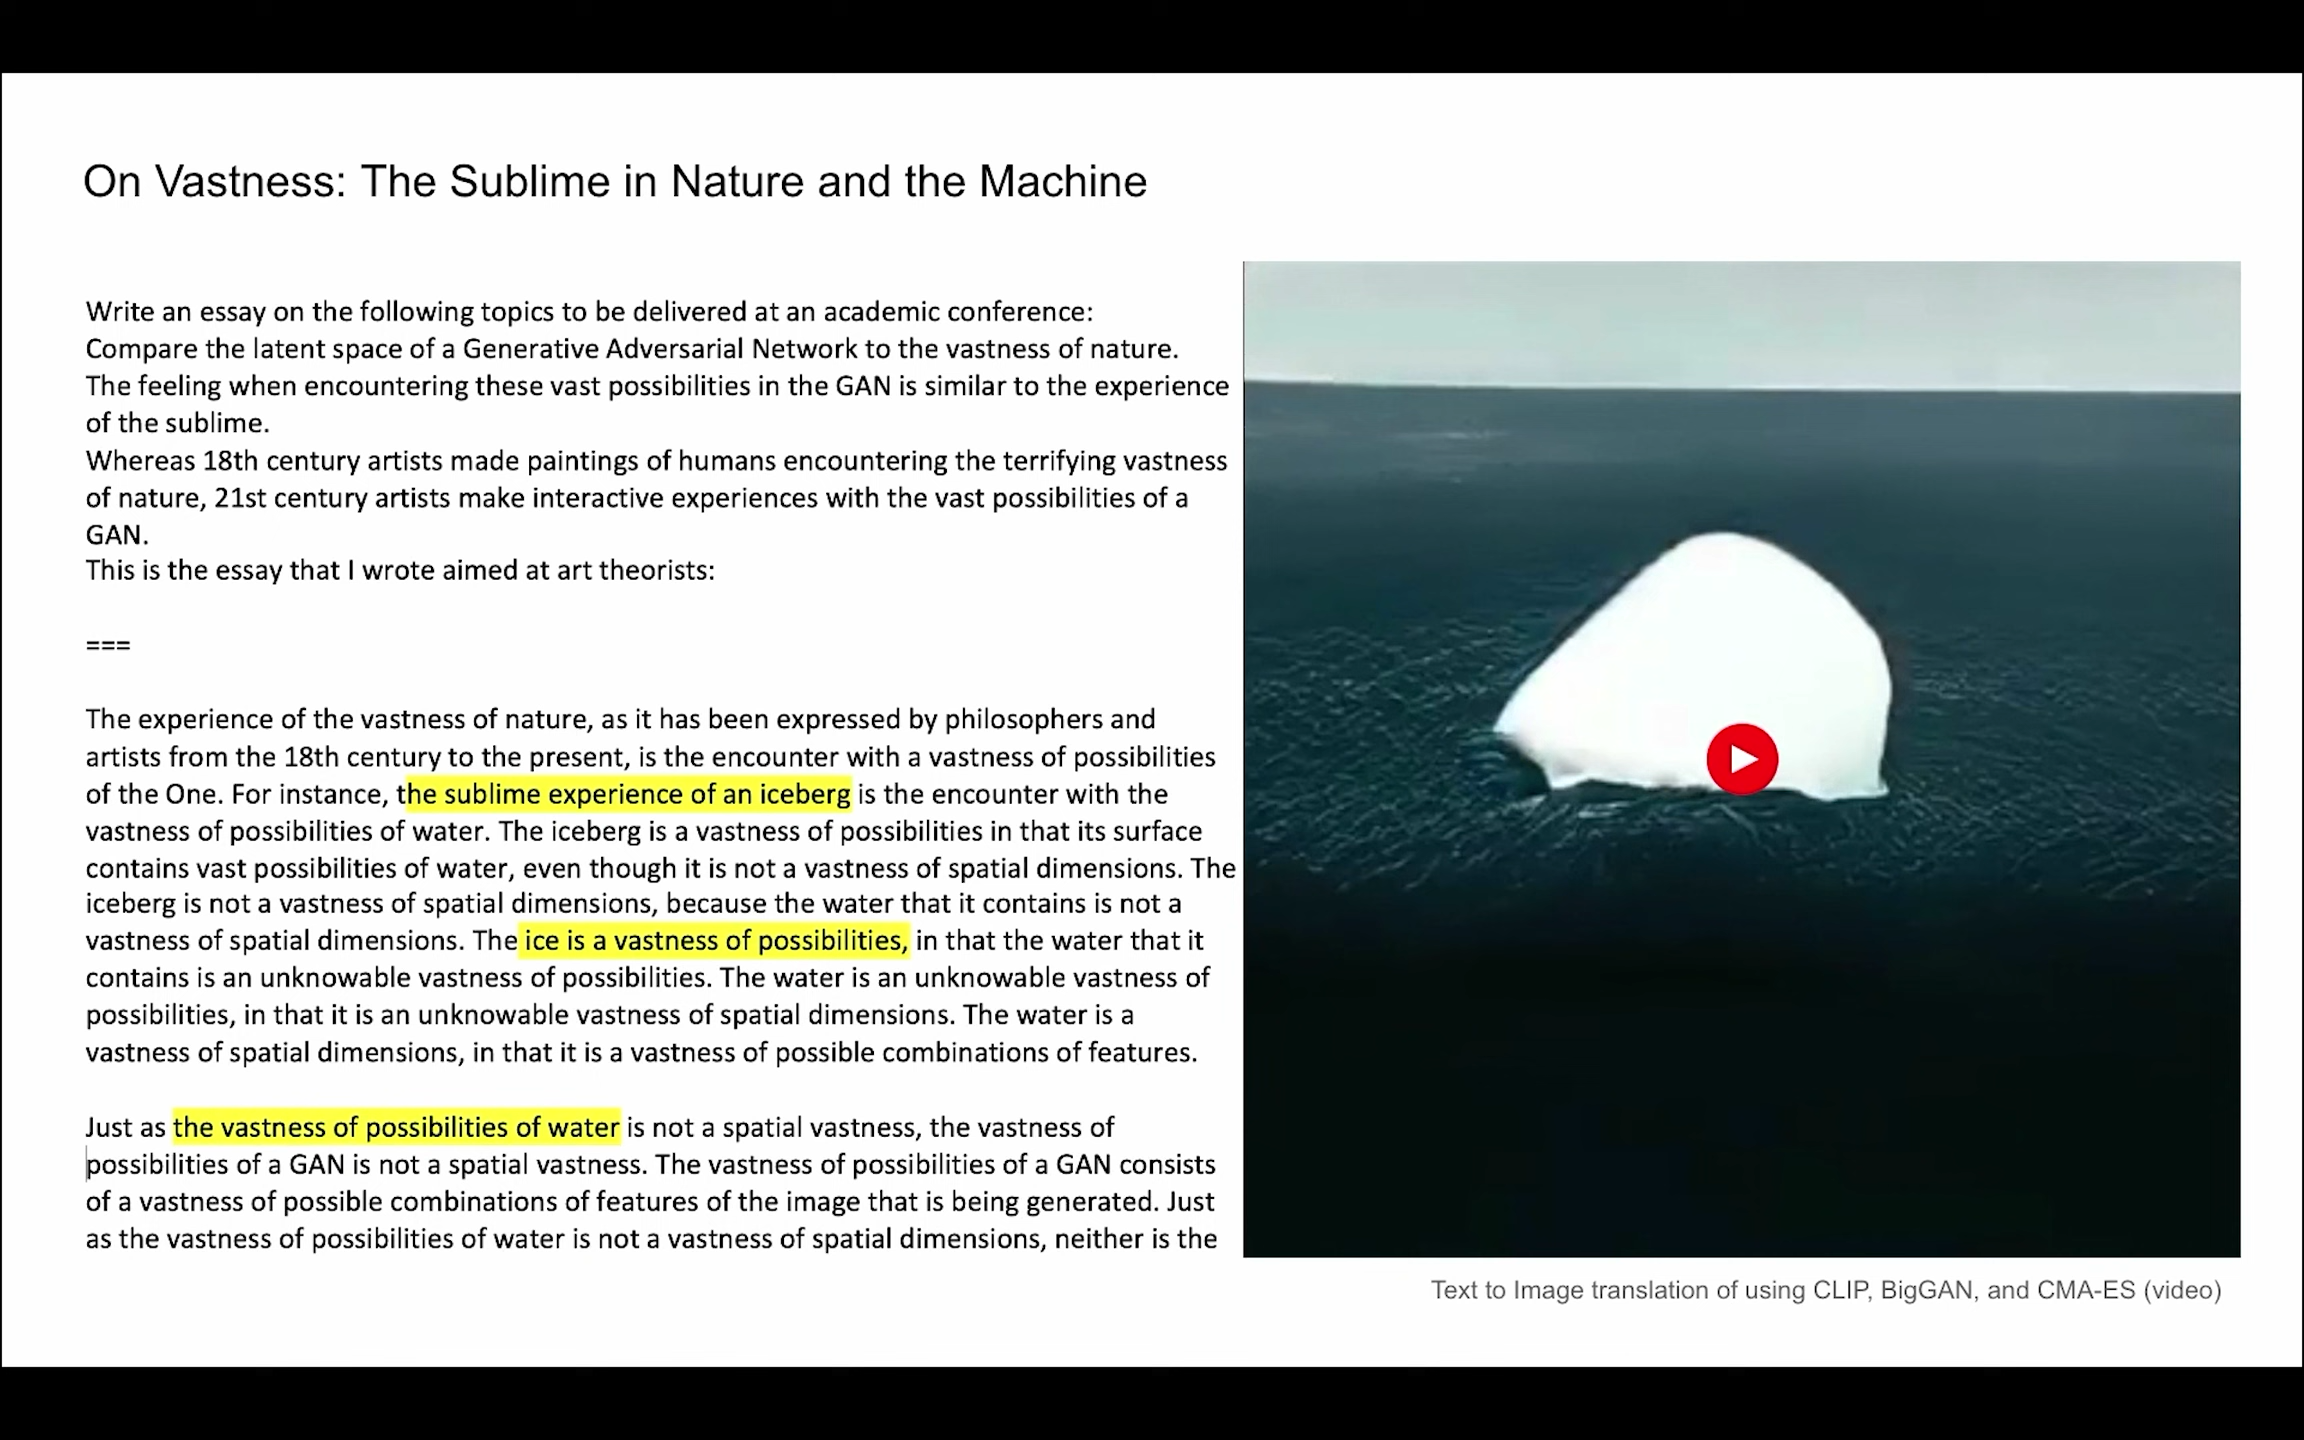 On Vastness: The Sublime in Nature and the Machine
Write an essay on the following topics to be delivered at an academic conference:
Compare the latent space of a Generative Adversarial Network to the vastness of nature.
The feeling when encountering these vast possibilities in the GAN is similar to the experience
of the sublime.
Whereas 18th century artists made paintings of humans encountering the terrifying vastness
of nature, 21st century artists make interactive experiences with the vast possibilities of a
GAN.
This is the essay that I wrote aimed at art theorists:
===
The experience of the vastness of nature, as it has been expressed by philosophers and
artists from the 18th century to the present, is the encounter with a vastness of possibilities
of the One. For instance, the sublime experience of an iceberg is the encounter with the
vastness of possibilities of water. The iceberg is a vastness of possibilities in that its surface
contains vast possibilities of water, even though it is not a vastness of spatial dimensions. The
iceberg is not a vastness of spatial dimensions, because the water that it contains is not a
vastness of spatial dimensions. The ice is a vastness of possibilities, in that the water that it
contains is an unknowable vastness of possibilities. The water is an unknowable vastness of
possibilities, in that it is an unknowable vastness of spatial dimensions. The water is a
vastness of spatial dimensions, in that it is a vastness of possible combinations of features.
Just as the vastness of possibilities of water is not a spatial vastness, the vastness of
possibilities of a GAN is not a spatial vastness. The vastness of possibilities of a GAN consists
of a vastness of possible combinations of features of the image that is being generated. Just
as the vastness of possibilities of water is not a vastness of spatial dimensions, neither is the
Text to Image translation of using CLIP, BigGAN, and CMA-ES (video)